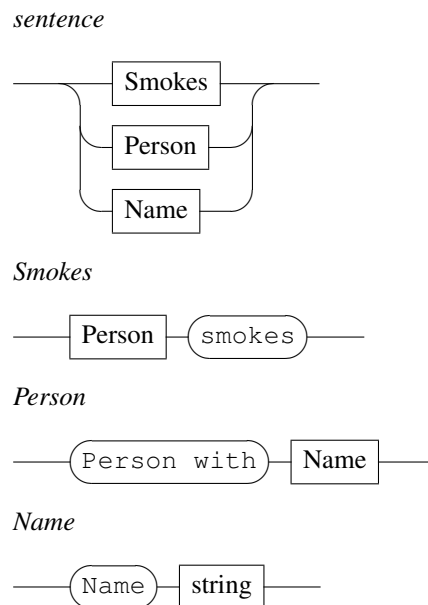 sentence
Smokes
Person
Name
Smokes
Person smokes
Person
Person with Name
Name
Name string